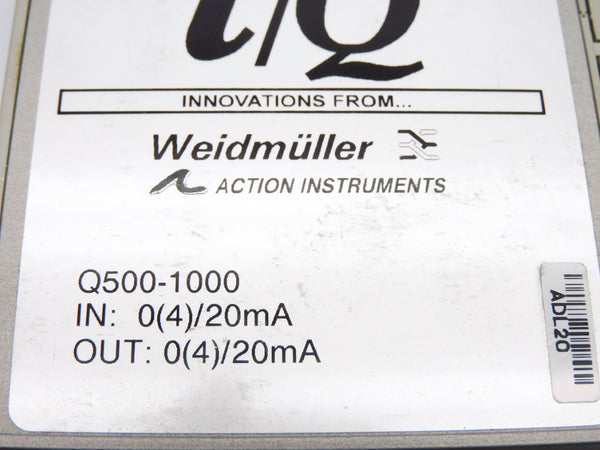 i/Q
INNOVATIONS FROM...
Weidmüller
ACTION INSTRUMENTS
Q500-1000
IN: 0(4)/20mA
OUT: 0(4)/20mA
ADL20